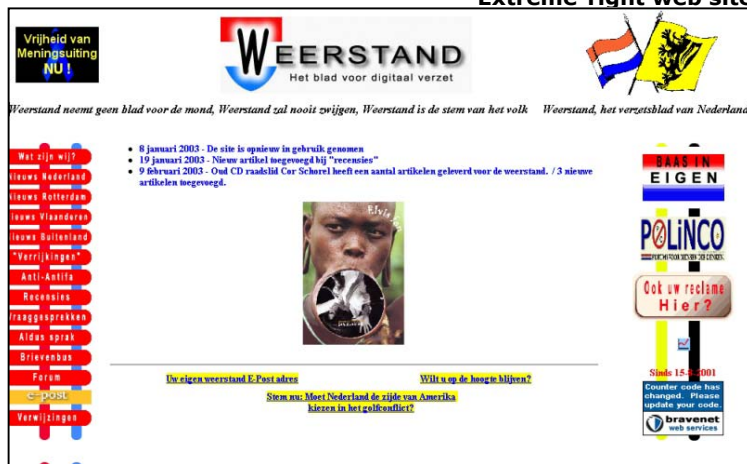 Extreme right web site
Vrijheid van
Meningsuiting
NU !
WEERSTAND
Het blad voor digitaal verzet
Weerstand neemt geen blad voor de mond, Weerstand zal nooit zwijgen, Weerstand is de stem van het volk Weerstand, het verzetsblad van Nederland
8 januari 2003 - De site is opnieuw in gebruik genomen
19 januari 2003 - Nieuw artikel toegevoegd bij "recensies"
9 februari 2003 - Oud CD raadslid Cor Schorel heeft een aantal artikelen geleverd voor de weerstand. / 3 nieuwe
artikelen toegevoegd.
Wat zijn wij?
Nieuws Nederland
Nieuws Rotterdam
Nieuws Vlaanderen
Nieuws Buitenland
"Verrijkingen"
Anti-Antifa
Recensies
Vraaggesprekken
Aldus sprak
Brievenbus
Forum
e-post
Verwijzingen
Uw eigen weerstand E-Post adres
Wilt u op de hoogte blijven?
Stem nu: Moet Nederland de zijde van Amerika
kiezen in het golfconflict?
BAAS IN
EIGEN
POLiNCO
Ook uw reclame
Hier?
Counter code has
changed. Please
update your code.
bravenet
web services